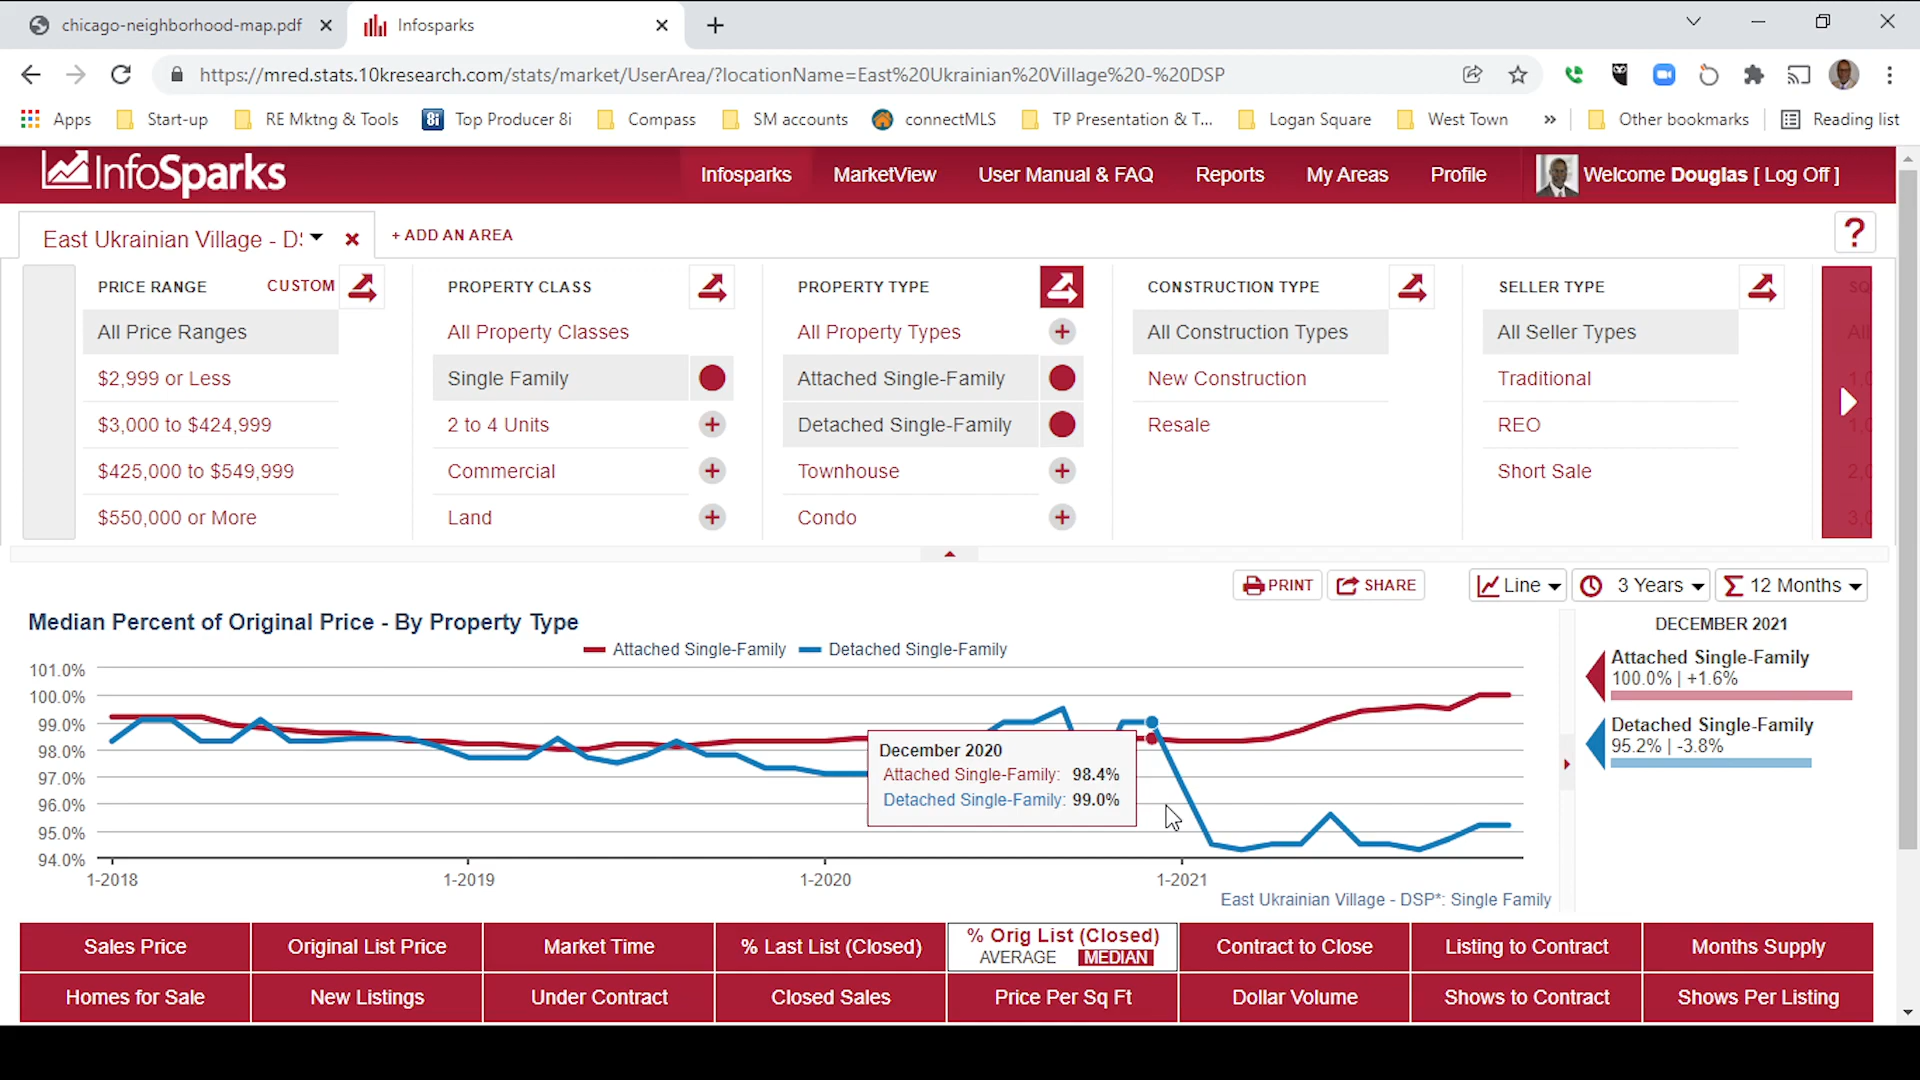 chicago-neighborhood-map.pdf
Infosparks
https://mred.stats.10kresearch.com/stats/market/UserArea/?locationName=East%20Ukrainian%20Village%20-%20DSP
Apps
Start-up
RE Mktng & Tools
8i Top Producer 8i
Compass
SM accounts
connectMLS
TP Presentation & T...
Logan Square
West Town
»
Other bookmarks
Reading list
InfoSparks
Infosparks
MarketView
User Manual & FAQ
Reports
My Areas
Profile
Welcome Douglas [ Log Off ]
East Ukrainian Village - D
+ ADD AN AREA
?
PRICE RANGE
CUSTOM
All Price Ranges
$2,999 or Less
$3,000 to $424,999
$425,000 to $549,999
$550,000 or More
PROPERTY CLASS
All Property Classes
Single Family
2 to 4 Units
Commercial
Land
PROPERTY TYPE
All Property Types
Attached Single-Family
Detached Single-Family
Townhouse
Condo
CONSTRUCTION TYPE
All Construction Types
New Construction
Resale
SELLER TYPE
All Seller Types
Traditional
REO
Short Sale
PRINT
SHARE
Line
3 Years
12 Months
Median Percent of Original Price - By Property Type
Attached Single-Family
Detached Single-Family
101.0%
100.0%
99.0%
98.0%
97.0%
96.0%
95.0%
94.0%
1-2018
1-2019
1-2020
1-2021
December 2020
Attached Single-Family: 98.4%
Detached Single-Family: 99.0%
East Ukrainian Village - DSP*: Single Family
DECEMBER 2021
Attached Single-Family
100.0% | +1.6%
Detached Single-Family
95.2% | -3.8%
Sales Price
Original List Price
Market Time
% Last List (Closed)
% Orig List (Closed)
AVERAGE MEDIAN
Contract to Close
Listing to Contract
Months Supply
Homes for Sale
New Listings
Under Contract
Closed Sales
Price Per Sq Ft
Dollar Volume
Shows to Contract
Shows Per Listing